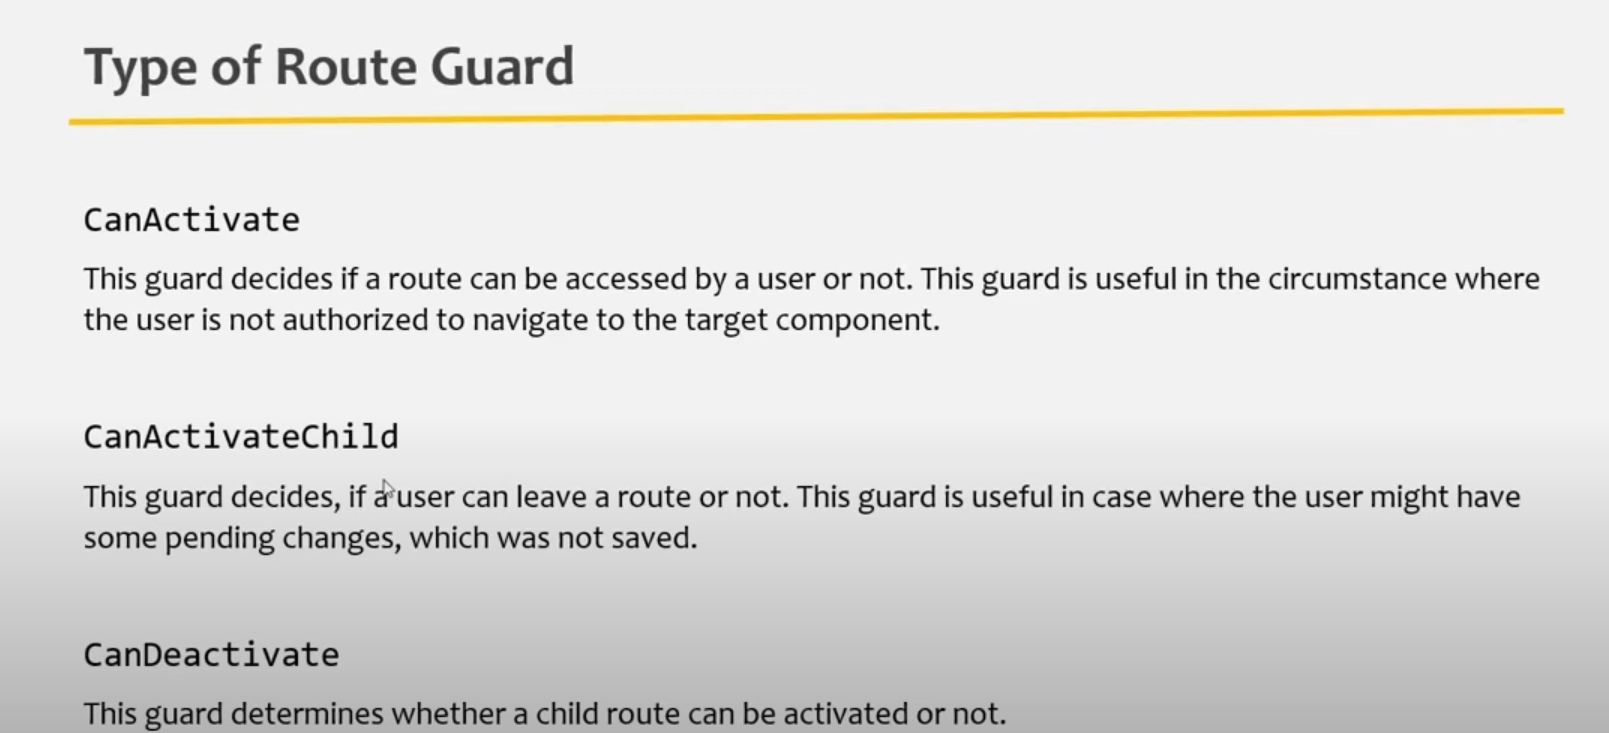 Type of Route Guard
CanActivate
This guard decides if a route can be accessed by a user or not. This guard is useful in the circumstance where
the user is not authorized to navigate to the target component.
CanActivateChild
This guard decides, if a user can leave a route or not. This guard is useful in case where the user might have
some pending changes, which was not saved.
CanDeactivate
This guard determines whether a child route can be activated or not.